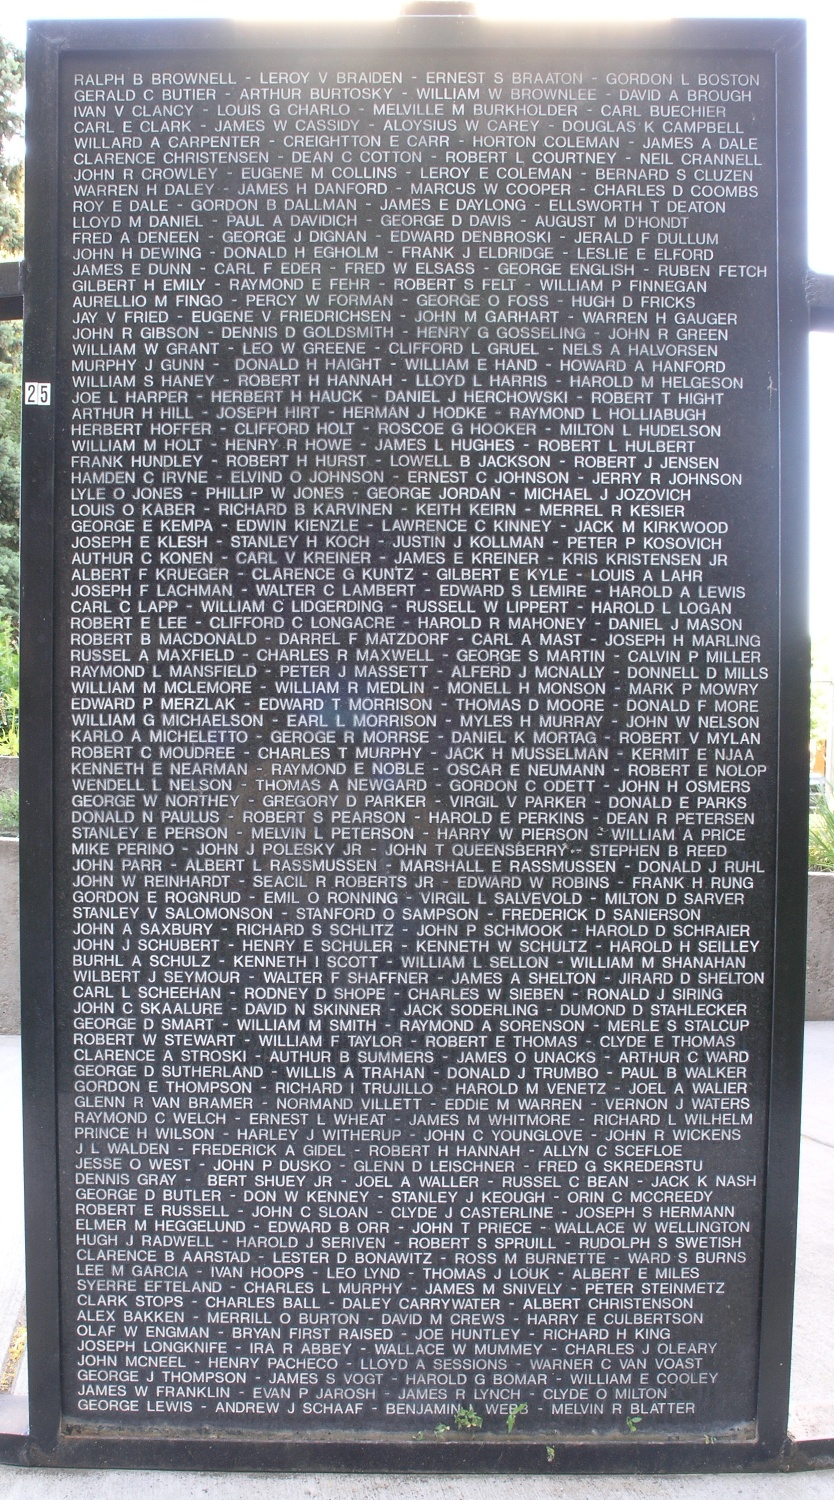 RALPH B BROWNELL - LEROY V BRAIDEN - ERNEST S BRAATON - GORDON L BOSTON
GERALD C BUTIER - ARTHUR BURTOSKY - WILLIAM W BROWNLEE - DAVID A BROUGH
IVAN V CLANCY - LOUIS G CHARLO - MELVILLE M BURKHOLDER - CARL BUECHIER
CARL E CLARK - JAMES W CASSIDY - ALOYSIUS W CAREY - DOUGLAS K CAMPBELL
WILLARD A CARPENTER - CREIGHTTON E CARR - HORTON COLEMAN - JAMES A DALE
CLARENCE CHRISTENSEN - DEAN C COTTON - ROBERT L COURTNEY - NEIL CRANNELL
JOHN R CROWLEY - EUGENE M COLLINS - LEROY E COLEMAN - BERNARD S CLUZEN
WARREN H DALEY - JAMES H DANFORD - MARCUS W COOPER - CHARLES D COOMBS
ROY E DALE - GORDON B DALLMAN - JAMES E DAYLONG - ELLSWORTH T DEATON
LLOYD M DANIEL - PAUL A DAVIDICH - GEORGE D DAVIS - AUGUST M D'HONDT
FRED A DENEEN - GEORGE J DIGNAN - EDWARD DENBROSKI - JERALD F DULLUM
JOHN H DEWING - DONALD H EGHOLM - FRANK J ELDRIDGE - LESLIE E ELFORD
JAMES E DUNN - CARL F EDER - FRED W ELSASS - GEORGE ENGLISH - RUBEN FETCH
GILBERT H EMILY - RAYMOND E FEHR - ROBERT S FELT - WILLIAM P FINNEGAN
AURELLIO M FINGO - PERCY W FORMAN - GEORGE O FOSS - HUGH D FRICKS
JAY V FRIED - EUGENE V FRIEDRICHSEN - JOHN M GARHART - WARREN H GAUGER
JOHN R GIBSON - DENNIS D GOLDSMITH - HENRY G GOSSELING - JOHN R GREEN
WILLIAM W GRANT - LEO W GREENE - CLIFFORD L GRUEL - NELS A HALVORSEN
MURPHY J GUNN - DONALD H HAIGHT - WILLIAM E HAND - HOWARD A HANFORD
WILLIAM S HANEY - ROBERT H HANNAH - LLOYD L HARRIS - HAROLD M HELGESON
25
JOE L HARPER - HERBERT H HAUCK - DANIEL J HERCHOWSKI - ROBERT T HIGHT
ARTHUR H HILL - JOSEPH HIRT - HERMAN J HODKE - RAYMOND L HOLLIABUGH
HERBERT HOFFER - CLIFFORD HOLT - ROSCOE G HOOKER - MILTON L HUDELSON
WILLIAM M HOLT - HENRY R HOWE - JAMES L HUGHES - ROBERT L HULBERT
FRANK HUNDLEY - ROBERT H HURST - LOWELL B JACKSON - ROBERT J JENSEN
HAMDEN C IRVNE - ELVIND O JOHNSON - ERNEST C JOHNSON - JERRY R JOHNSON
LYLE O JONES - PHILLIP W JONES - GEORGE JORDAN - MICHAEL J JOZOVICH
LOUIS O KABER - RICHARD B KARVINEN - KEITH KEIRN - MERREL R KESIER
GEORGE E KEMPA - EDWIN KIENZLE - LAWRENCE C KINNEY - JACK M KIRKWOOD
JOSEPH E KLESH - STANLEY H KOCH - JUSTIN J KOLLMAN - PETER P KOSOVICH
AUTHUR C KONEN - CARL V KREINER - JAMES E KREINER - KRIS KRISTENSEN JR
ALBERT F KRUEGER - CLARENCE G KUNTZ - GILBERT E KYLE - LOUIS A LAHR
JOSEPH F LACHMAN - WALTER C LAMBERT - EDWARD S LEMIRE - HAROLD A LEWIS
CARL C LAPP - WILLIAM C LIDGERDING - RUSSELL W LIPPERT - HAROLD L LOGAN
ROBERT E LEE - CLIFFORD C LONGACRE - HAROLD R MAHONEY - DANIEL J MASON
ROBERT B MACDONALD - DARREL F MATZDORF - CARL A MAST - JOSEPH H MARLING
RUSSEL A MAXFIELD - CHARLES R MAXWELL - GEORGE S MARTIN - CALVIN P MILLER
RAYMOND L MANSFIELD - PETER J MASSETT - ALFERD J MCNALLY - DONNELL D MILLS
WILLIAM M MCLEMORE - WILLIAM R MEDLIN - MONELL H MONSON - MARK P MOWRY
EDWARD P MERZLAK - EDWARD T MORRISON - THOMAS D MOORE - DONALD F MORE
WILLIAM G MICHAELSON - EARL L MORRISON - MYLES H MURRAY - JOHN W NELSON
KARLO A MICHELETTO - GEROGE R MORRSE - DANIEL K MORTAG - ROBERT V MYLAN
ROBERT C MOUDREE - CHARLES T MURPHY - JACK H MUSSELMAN - KERMIT E NJAA
KENNETH E NEARMAN - RAYMOND E NOBLE - OSCAR E NEUMANN - ROBERT E NOLOP
WENDELL L NELSON - THOMAS A NEWGARD - GORDON C ODETT - JOHN H OSMERS
GEORGE W NORTHEY - GREGORY D PARKER - VIRGIL V PARKER - DONALD E PARKS
DONALD N PAULUS - ROBERT S PEARSON - HAROLD E PERKINS - DEAN R PETERSEN
STANLEY E PERSON - MELVIN L PETERSON - HARRY W PIERSON - WILLIAM A PRICE
MIKE PERINO - JOHN J POLESKY JR - JOHN T QUEENSBERRY - STEPHEN B REED
JOHN PARR - ALBERT L RASSMUSSEN - MARSHALL E RASMUSSEN - DONALD J RUHL
JOHN W REINHARDT - SEACIL R ROBERTS JR - EDWARD W ROBINS - FRANK H RUNG
GORDON E ROGNRUD - EMIL O RONNING - VIRGIL L SALVEVOLD - MILTON D SARVER
STANLEY V SALOMONSON - STANFORD O SAMPSON - FREDERICK D SANIERSON
JOHN A SAXBURY - RICHARD S SCHLITZ - JOHN P SCHMOOK - HAROLD D SCHRAIER
JOHN J SCHUBERT - HENRY E SCHULER - KENNETH W SCHULTZ - HAROLD H SEILLEY
BURHL A SCHULZ - KENNETH I SCOTT - WILLIAM L SELLON - WILLIAM M SHANAHAN
WILBERT J SEYMOUR - WALTER F SHAFFNER - JAMES A SHELTON - JIRARD D SHELTON
CARL L SCHEEHAN - RODNEY D SHOPE - CHARLES W SIEBEN - RONALD J SIRING
JOHN C SKAALURE - DAVID N SKINNER - JACK SODERLING - DUMOND D STAHLECKER
GEORGE D SMART - WILLIAM M SMITH - RAYMOND A SORENSON - MERLE S STALCUP
ROBERT W STEWART - WILLIAM F TAYLOR - ROBERT E THOMAS - CLYDE E THOMAS
CLARENCE A STROSKI - AUTHUR B SUMMERS - JAMES O UNACKS - ARTHUR C WARD
GEORGE D SUTHERLAND - WILLIS A TRAHAN - DONALD J TRUMBO - PAUL B WALKER
GORDON E THOMPSON - RICHARD I TRUJILLO - HAROLD M VENETZ - JOEL A WALIER
GLENN R VAN BRAMER - NORMAND VILLETT - EDDIE M WARREN - VERNON J WATERS
RAYMOND C WELCH - ERNEST L WHEAT - JAMES M WHITMORE - RICHARD L WILHELM
PRINCE H WILSON - HARLEY J WITHERUP - JOHN C YOUNGLOVE - JOHN R WICKENS
J L WALDEN - FREDERICK A GIDEL - ROBERT H HANNAH - ALLYN C SCEFLOE
JESSE O WEST - JOHN P DUSKO - GLENN D LEISCHNER - FRED G SKREDERSTU
DENNIS GRAY - BERT SHUEY JR - JOEL A WALLER - RUSSEL C BEAN - JACK K NASH
GEORGE D BUTLER - DON W KENNEY - STANLEY J KEOUGH - ORIN C MCCREEDY
ROBERT E RUSSELL - JOHN C SLOAN - CLYDE J CASTERLINE - JOSEPH S HERMANN
ELMER M HEGGELUND - EDWARD B ORR - JOHN T PRIECE - WALLACE W WELLINGTON
HUGH J RADWELL - HAROLD J SERIVEN - ROBERT S SPRUILL - RUDOLPH S SWETISH
CLARENCE B AARSTAD - LESTER D BONAWITZ - ROSS M BURNETTE - WARD S BURNS
LEE M GARCIA - IVAN HOOPS - LEO LYND - THOMAS J LOUK - ALBERT E MILES
SYERRE EFTELAND - CHARLES L MURPHY - JAMES M SNIVELY - PETER STEINMETZ
CLARK STOPS - CHARLES BALL - DALEY CARRYWATER - ALBERT CHRISTENSON
ALEX BAKKEN - MERRILL O BURTON - DAVID M CREWS - HARRY E CULBERTSON
OLAF W ENGMAN - BRYAN FIRST RAISED - JOE HUNTLEY - RICHARD H KING
JOSEPH LONGKNIFE - IRA R ABBEY - WALLACE W MUMMEY - CHARLES J OLEARY
JOHN MCNEEL - HENRY PACHECO - LLOYD A SESSIONS - WARNER C VAN VOAST
GEORGE J THOMPSON - JAMES S VOGT - HAROLD G BOMAR - WILLIAM E COOLEY
JAMES W FRANKLIN - EVAN P JAROSH - JAMES R LYNCH - CLYDE O MILTON
GEORGE LEWIS - ANDREW J SCHAAF - BENJAMIN WEBB - MELVIN R BLATTER